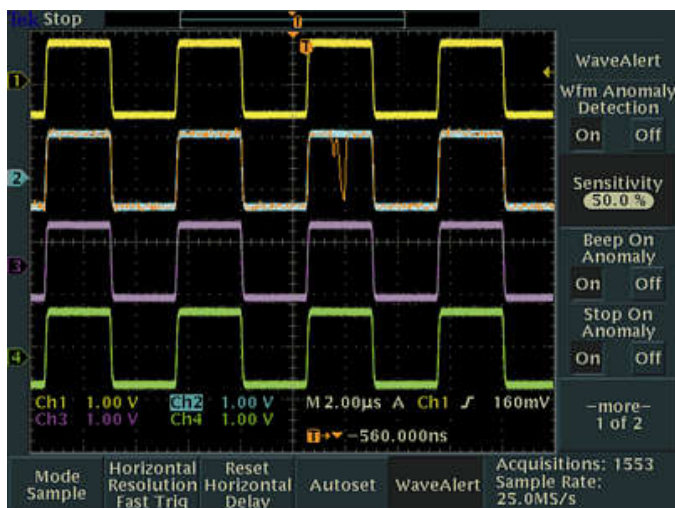 Tek Stop
T
T
1
2
3
4
WaveAlert
Wfm Anomaly
Detection
On Off
Sensitivity
50.0 %
Beep On
Anomaly
On Off
Stop On
Anomaly
On Off
-more-
1 of 2
Ch1 1.00 V Ch2 1.00 V M 2.00µs A Ch1 160mV
Ch3 1.00 V Ch4 1.00 V
T -560.000ns
Mode
Sample
Horizontal
Resolution
Fast Trig
Reset
Horizontal
Delay
Autoset
WaveAlert
Acquisitions: 1553
Sample Rate:
25.0MS/s